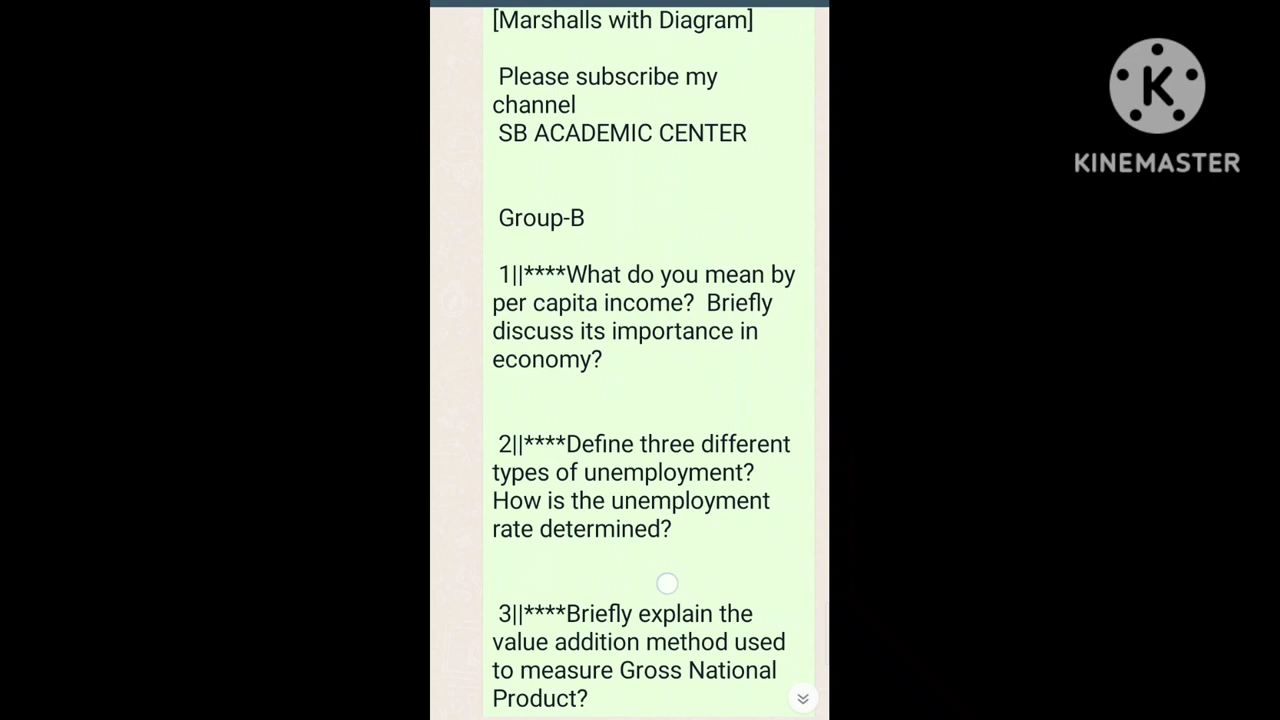 [Marshalls with Diagram]
Please subscribe my
channel
SB ACADEMIC CENTER
Group-B
1||****What do you mean by
per capita income?  Briefly
discuss its importance in
economy?
2||****Define three different
types of unemployment?
How is the unemployment
rate determined?
3||****Briefly explain the
value addition method used
to measure Gross National
Product?
K
KINEMASTER